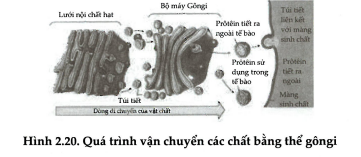 Lưới nội chất hạt
Bộ máy Gôngi
Prôtêin tiết ra
ngoài tế bào
Túi tiết
liên kết
với màng
sinh chất
Prôtêin sử
dụng trong
tế bào
Prôtêin
tiết ra
ngoài
Màng
sinh chất
Túi tiết
Dòng di chuyển của vật chất
Hình 2.20. Quá trình vận chuyển các chất bằng thể gôngi